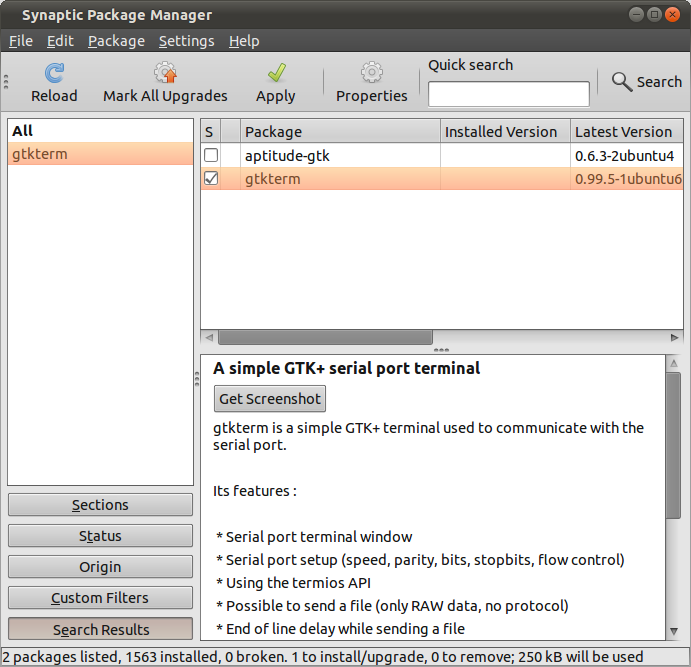 Synaptic Package Manager
File Edit Package Settings Help
Reload Mark All Upgrades Apply Properties Quick search Search
All
gtkterm
S Package Installed Version Latest Version
aptitude-gtk 0.6.3-2ubuntu4
gtkterm 0.99.5-1ubuntu6
A simple GTK+ serial port terminal
Get Screenshot
gtkterm is a simple GTK+ terminal used to communicate with the
serial port.
Its features :
* Serial port terminal window
* Serial port setup (speed, parity, bits, stopbits, flow control)
* Using the termios API
* Possible to send a file (only RAW data, no protocol)
* End of line delay while sending a file
Sections
Status
Origin
Custom Filters
Search Results
2 packages listed, 1563 installed, 0 broken. 1 to install/upgrade, 0 to remove; 250 kB will be used